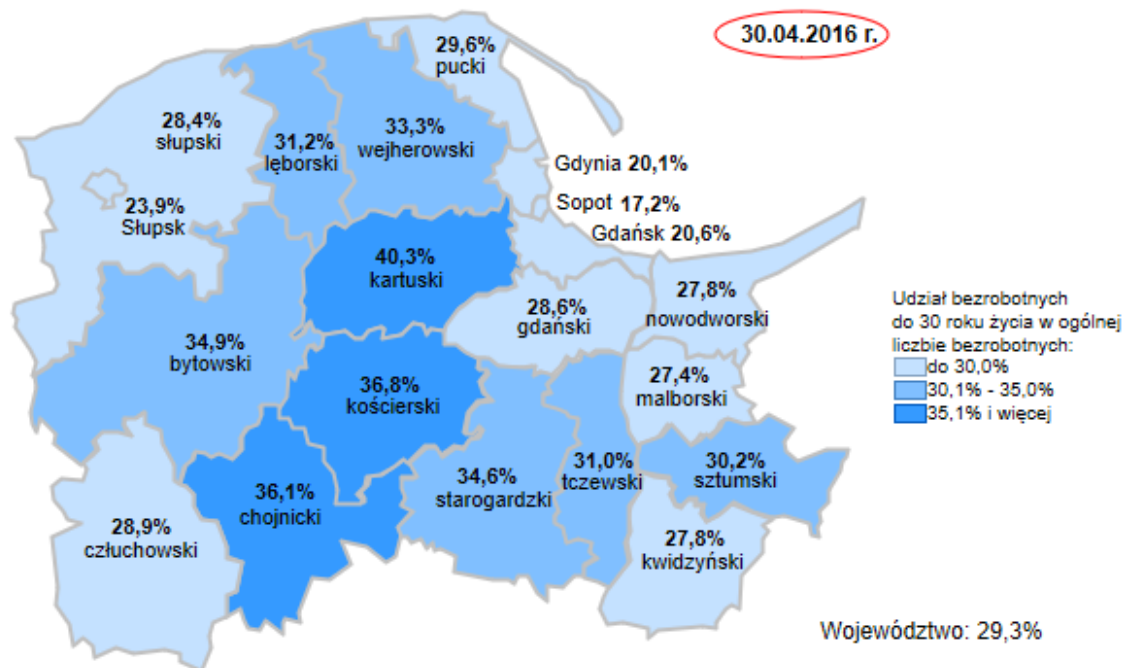 30.04.2016 r.
29,6%
pucki
28,4%
słupski
31,2%
lęborski
33,3%
wejherowski
Gdynia 20,1%
Sopot 17,2%
Gdańsk 20,6%
23,9%
Słupsk
40,3%
kartuski
28,6%
gdański
27,8%
nowodworski
34,9%
bytowski
36,8%
kościerski
27,4%
malborski
Udział bezrobotnych
do 30 roku życia w ogólnej
liczbie bezrobotnych:
do 30,0%
30,1% - 35,0%
35,1% i więcej
36,1%
chojnicki
34,6%
starogardzki
31,0%
tczewski
30,2%
sztumski
28,9%
człuchowski
27,8%
kwidzyński
Województwo: 29,3%